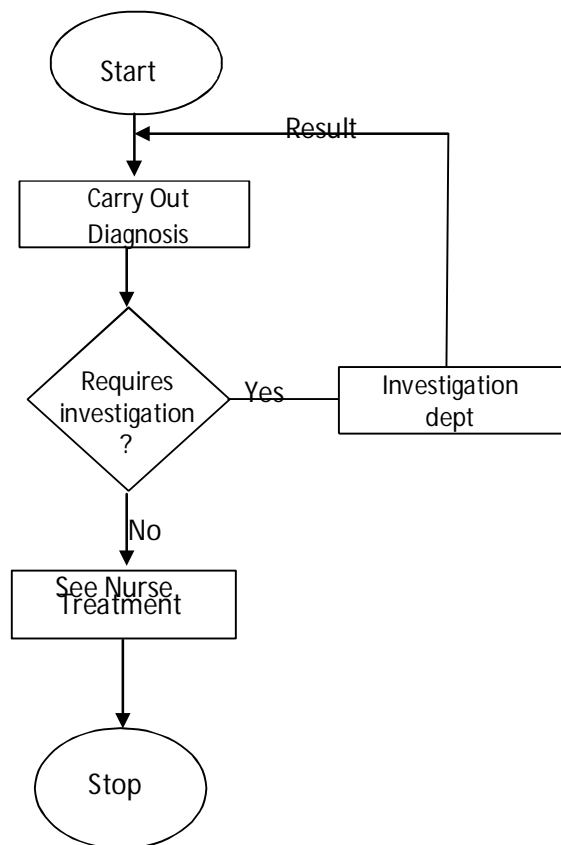 Start
Result
Carry Out
Diagnosis
Requires
investigation
?
Yes
Investigation
dept
No
See Nurse
Treatment
Stop